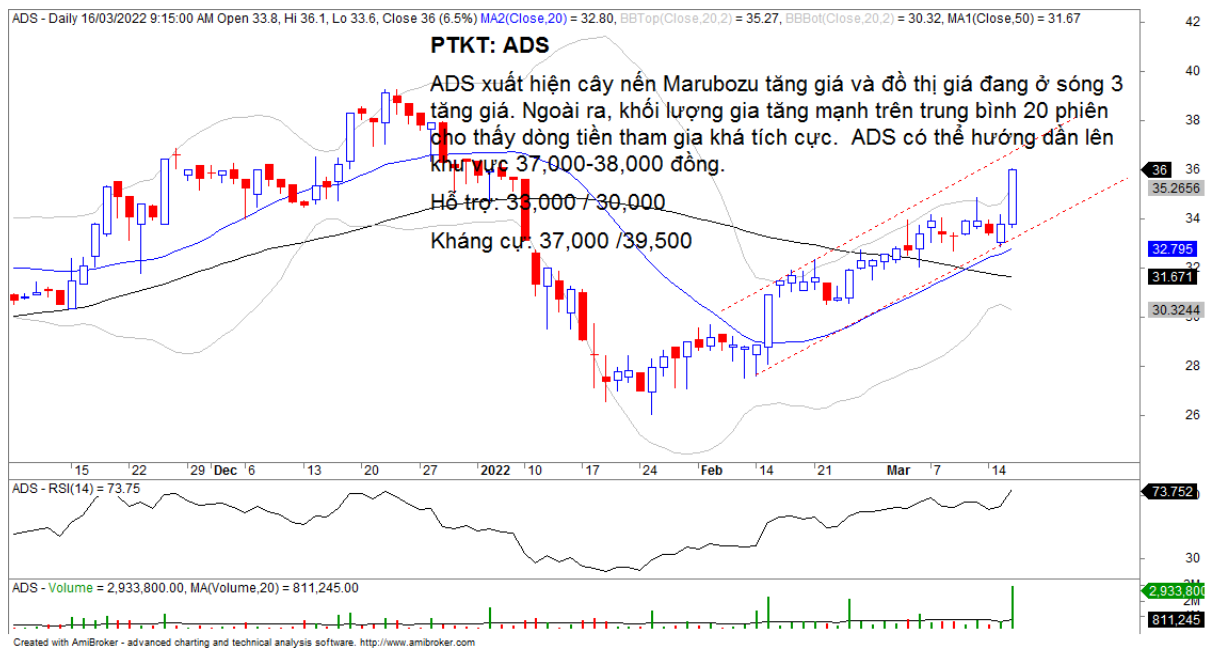 ADS - Daily 16/03/2022 9:15:00 AM Open 33.8, Hi 36.1, Lo 33.6, Close 36 (6.5%) MA2(Close,20) = 32.80, BBTop(Close,20,2) = 35.27, BBBot(Close,20,2) = 30.32, MA1(Close,50) = 31.67
PTKT: ADS
ADS xuất hiện cây nến Marubozu tăng giá và đồ thị giá đang ở sóng 3
tăng giá. Ngoài ra, khối lượng gia tăng mạnh trên trung bình 20 phiên
cho thấy dòng tiền tham gia khá tích cực. ADS có thể hướng dẫn lên
khu vực 37,000-38,000 đồng.
Hỗ trợ: 33,000 / 30,000
Kháng cự: 37,000 /39,500
42
40
38
36
36
35.2656
34
32.795
32
31.671
30.3244
30
28
26
15 22 29 Dec 6 13 20 27 2022 10 17 24 Feb 14 21 Mar 7 14
ADS - RSI(14) = 73.75
73.752
30
ADS - Volume = 2,933,800.00, MA(Volume,20) = 811,245.00
2,933,800
2M
811,245
Created with AmiBroker - advanced charting and technical analysis software. http://www.amibroker.com